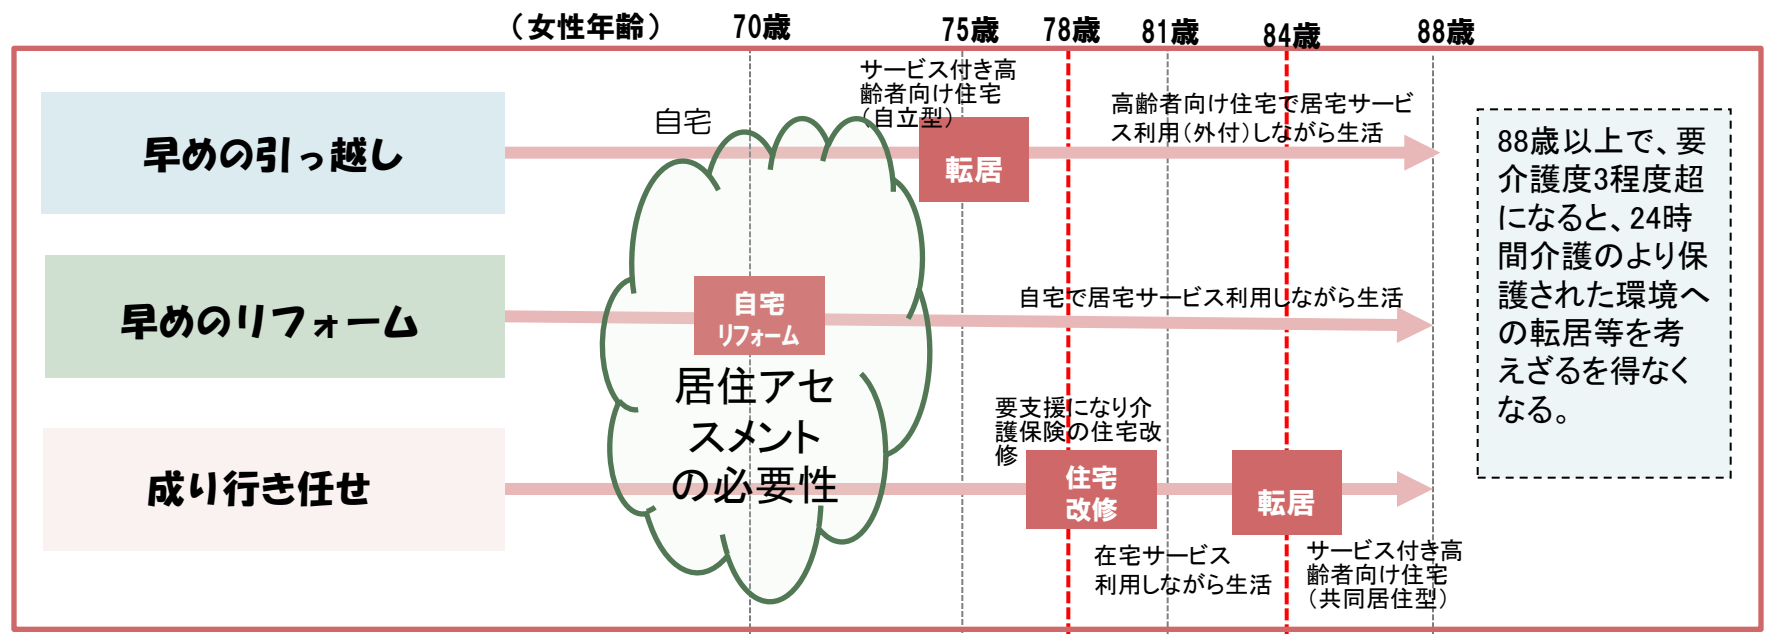 （女性年齢）　70歳　75歳　78歳　81歳　84歳　88歳
早めの引っ越し
自宅
サービス付き高
齢者向け住宅
（自立型）
転居
高齢者向け住宅で居宅サービ
ス利用（外付）しながら生活
早めのリフォーム
自宅
リフォーム
自宅で居宅サービス利用しながら生活
居住アセ
スメント
の必要性
成り行き任せ
要支援になり介
護保険の住宅改
修
住宅
改修
在宅サービス
利用しながら生活
転居
サービス付き高
齢者向け住宅
（共同居住型）
88歳以上で、要
介護度3程度超
になると、24時
間介護のより保
護された環境へ
の転居等を考
えざるを得なく
なる。